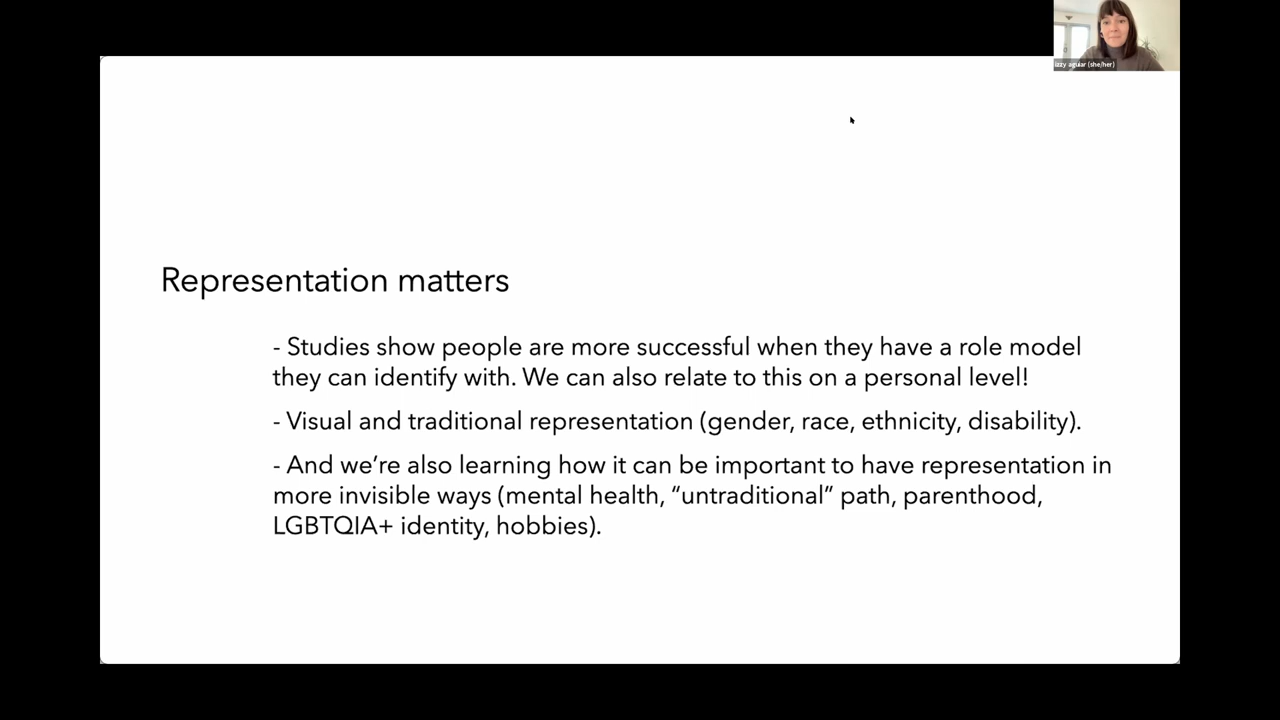 izzy aguiar (she/her)
Representation matters
- Studies show people are more successful when they have a role model
they can identify with. We can also relate to this on a personal level!
- Visual and traditional representation (gender, race, ethnicity, disability).
- And we’re also learning how it can be important to have representation in
more invisible ways (mental health, “untraditional” path, parenthood,
LGBTQIA+ identity, hobbies).